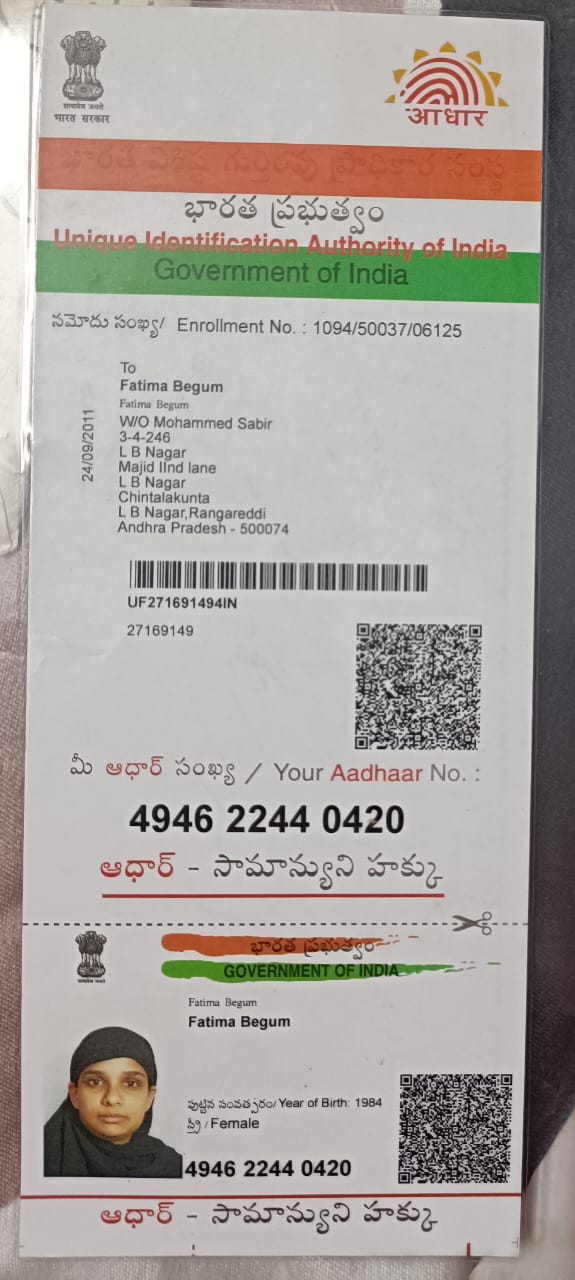 सत्यमेव जयते
भारत सरकार
आधार
భారత ప్రభుత్వం
Unique Identification Authority of India
Government of India
నమోదు సంఖ్య/ Enrollment No. : 1094/50037/06125
To
Fatima Begum
Fatima Begum
W/O Mohammed Sabir
3-4-246
L B Nagar
Majid IInd lane
L B Nagar
Chintalakunta
L B Nagar,Rangareddi
Andhra Pradesh - 500074
24/09/2011
UF271691494IN
27169149
మీ ఆధార్ సంఖ్య / Your Aadhaar No. :
4946 2244 0420
ఆధార్ - సామాన్యుని హక్కు
భారత ప్రభుత్వం
GOVERNMENT OF INDIA
Fatima Begum
Fatima Begum
పుట్టిన సంవత్సరం/ Year of Birth: 1984
స్త్రీ / Female
4946 2244 0420
ఆధార్ - సామాన్యుని హక్కు